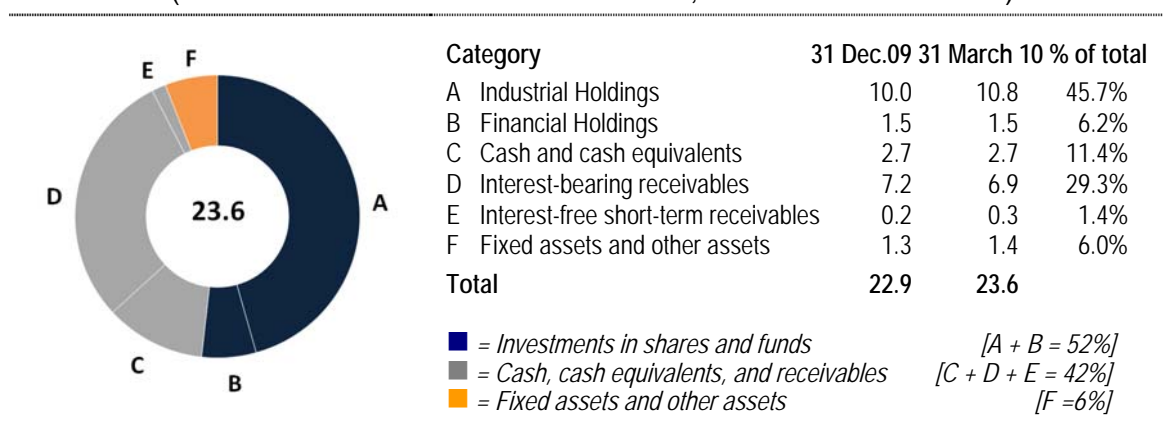 E
F
D
A
23.6
C
B
Category 31 Dec.09 31 March 10 % of total
A Industrial Holdings 10.0 10.8 45.7%
B Financial Holdings 1.5 1.5 6.2%
C Cash and cash equivalents 2.7 2.7 11.4%
D Interest-bearing receivables 7.2 6.9 29.3%
E Interest-free short-term receivables 0.2 0.3 1.4%
F Fixed assets and other assets 1.3 1.4 6.0%
Total 22.9 23.6
= Investments in shares and funds [A + B = 52%]
= Cash, cash equivalents, and receivables [C + D + E = 42%]
= Fixed assets and other assets [F =6%]